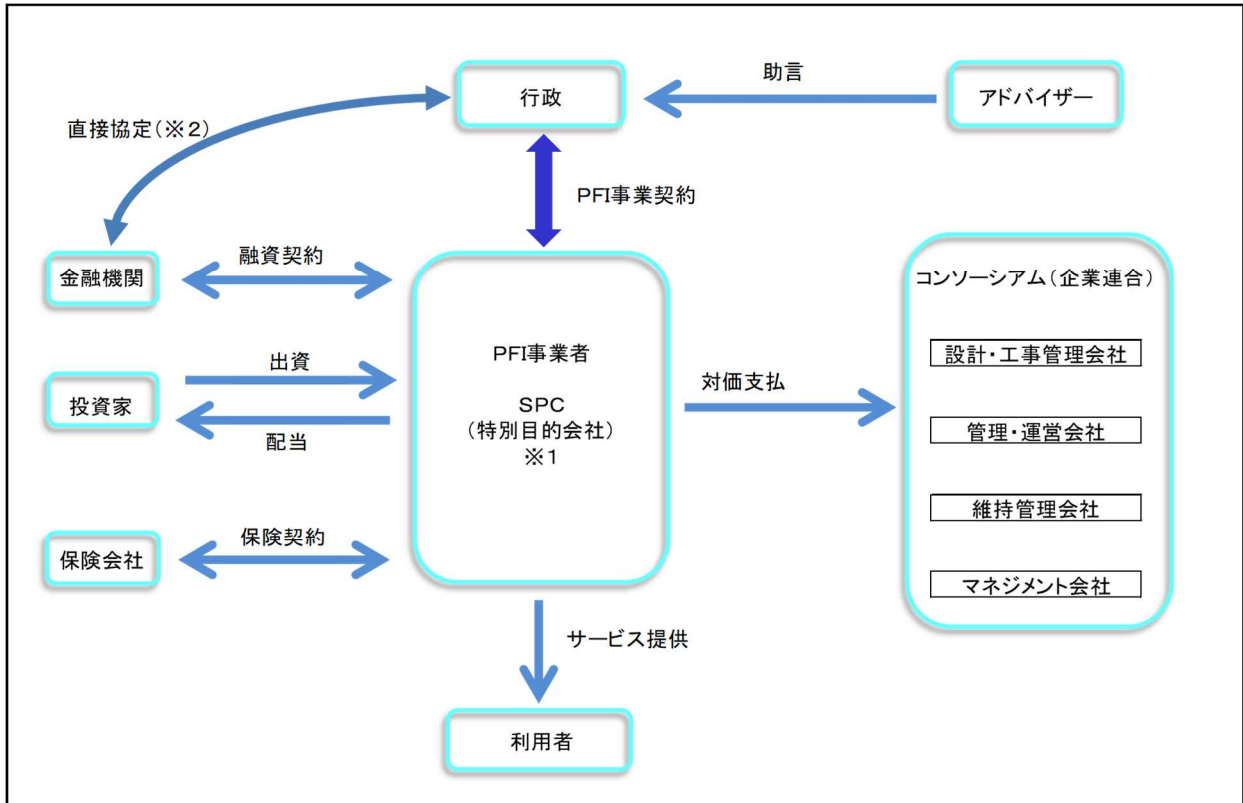 助言
行政
アドバイザー
直接協定(※2)
PFI事業契約
融資契約
金融機関
コンソーシアム(企業連合)
設計・工事管理会社
管理・運営会社
維持管理会社
マネジメント会社
PFI事業者
SPC
(特別目的会社)
※1
出資
投資家
配当
対価支払
保険契約
保険会社
サービス提供
利用者